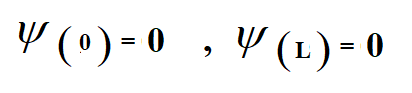 ψ(0) = 0 , ψ(L) = 0